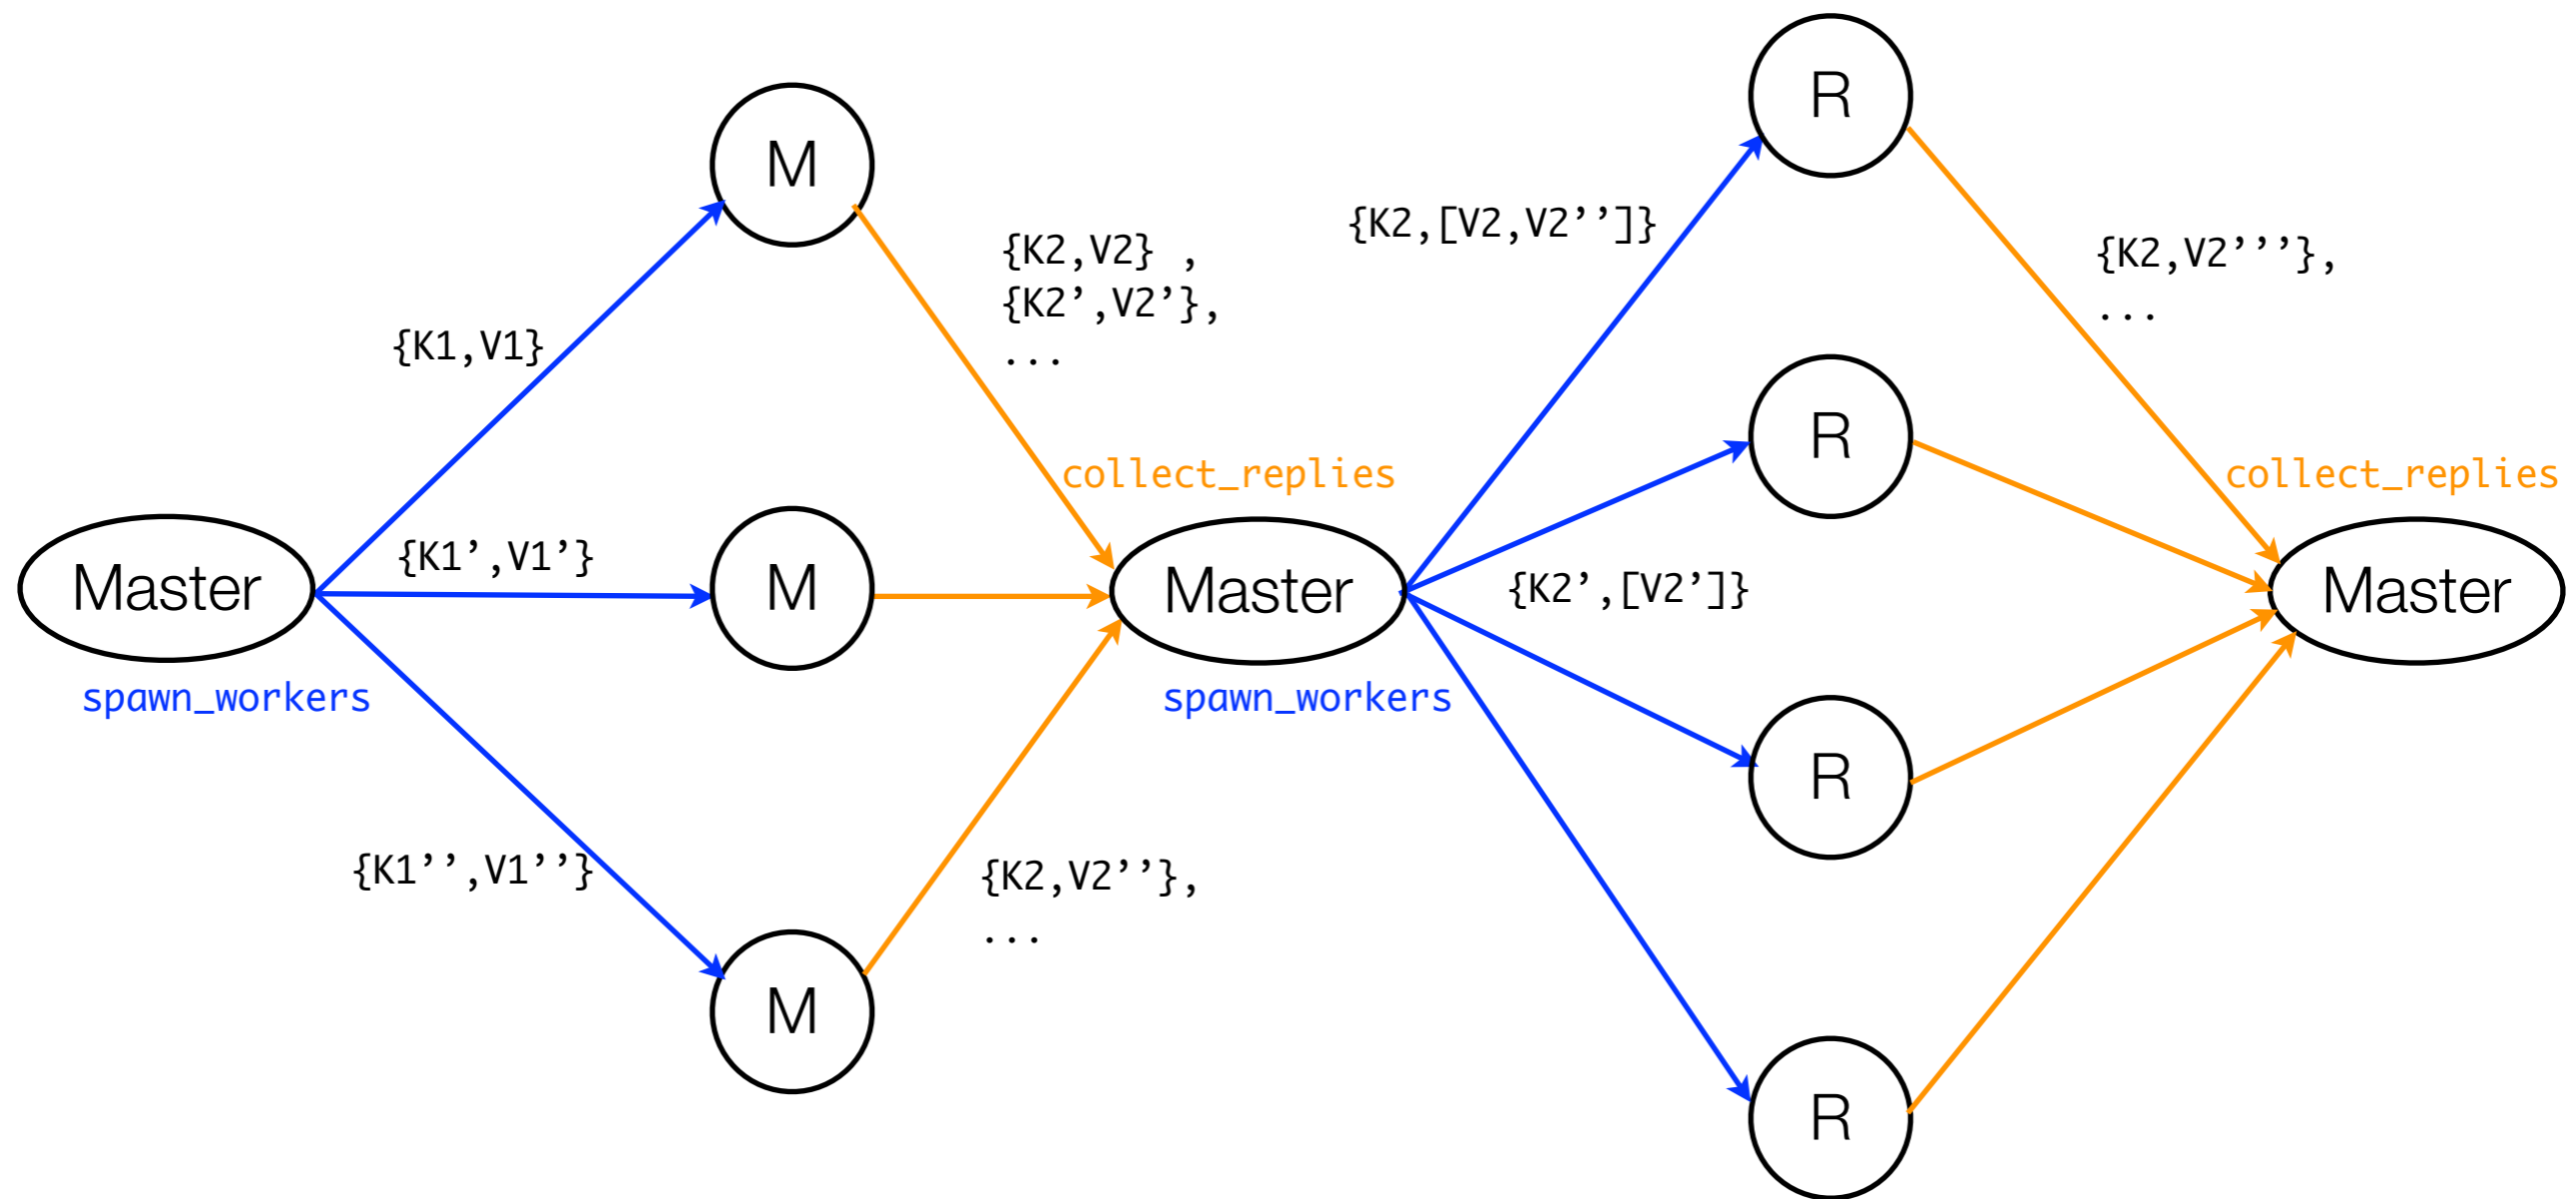 R
M
{K2,[V2,V2’’]}
{K2,V2} ,
{K2’,V2’},
...
{K2,V2’’’},
...
{K1,V1}
R
collect_replies
collect_replies
{K1’,V1’}
Master
M
Master
{K2’,[V2’]}
Master
spawn_workers
spawn_workers
R
{K1’’,V1’’}
{K2,V2’’},
...
M
R